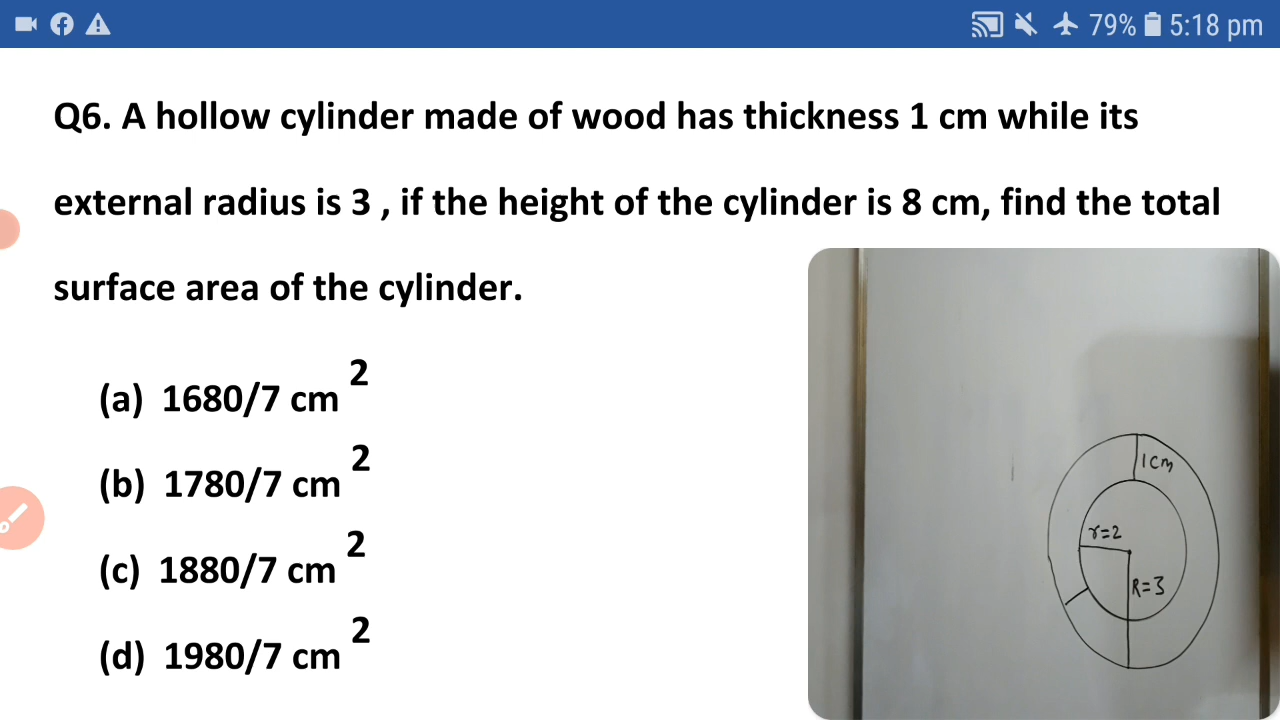 79% 5:18 pm
Q6. A hollow cylinder made of wood has thickness 1 cm while its
external radius is 3 , if the height of the cylinder is 8 cm, find the total
surface area of the cylinder.
(a) 1680/7 cm 2
(b) 1780/7 cm 2
(c) 1880/7 cm 2
(d) 1980/7 cm 2
1cm
r=2
R=3